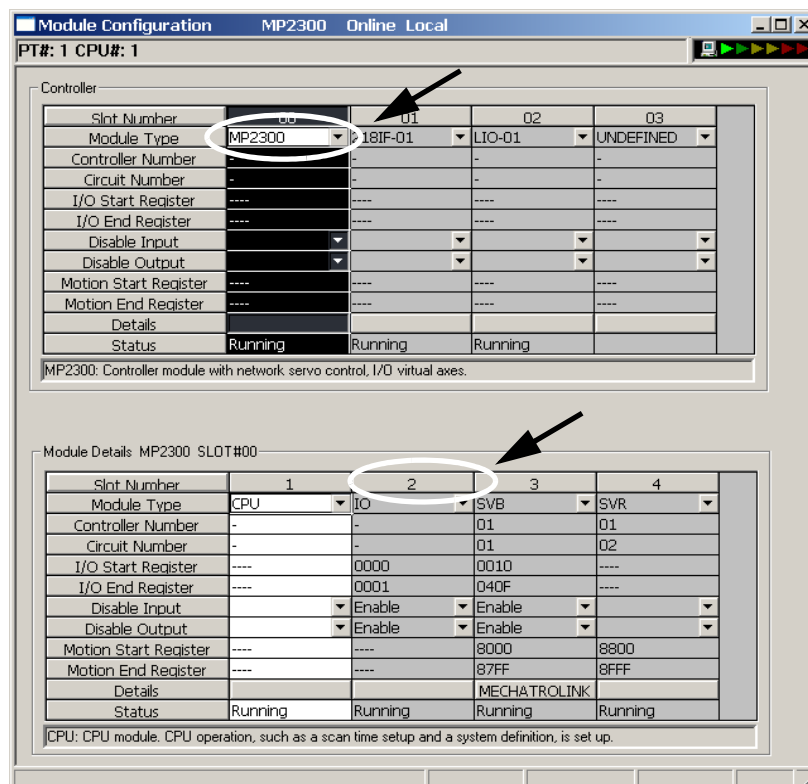 Module Configuration MP2300 Online Local
PT#: 1 CPU#: 1
Controller
Slot Number 00 01 02 03
Module Type MP2300 218IF-01 LIO-01 UNDEFINED
Controller Number - - - -
Circuit Number - - - -
I/O Start Register ---- ---- ---- ----
I/O End Register ---- ---- ---- ----
Disable Input
Disable Output
Motion Start Register ---- ---- ---- ----
Motion End Register ---- ---- ---- ----
Details
Status Running Running Running
MP2300: Controller module with network servo control, I/O virtual axes.
Module Details MP2300 SLOT#00
Slot Number 1 2 3 4
Module Type CPU IO SVB SVR
Controller Number - - 01 01
Circuit Number - - 01 02
I/O Start Register ---- 0000 0010 ----
I/O End Register ---- 0001 040F ----
Disable Input Enable Enable
Disable Output Enable Enable
Motion Start Register ---- ---- 8000 8800
Motion End Register ---- ---- 87FF 8FFF
Details MECHATROLINK
Status Running Running Running Running
CPU: CPU module. CPU operation, such as a scan time setup and a system definition, is set up.